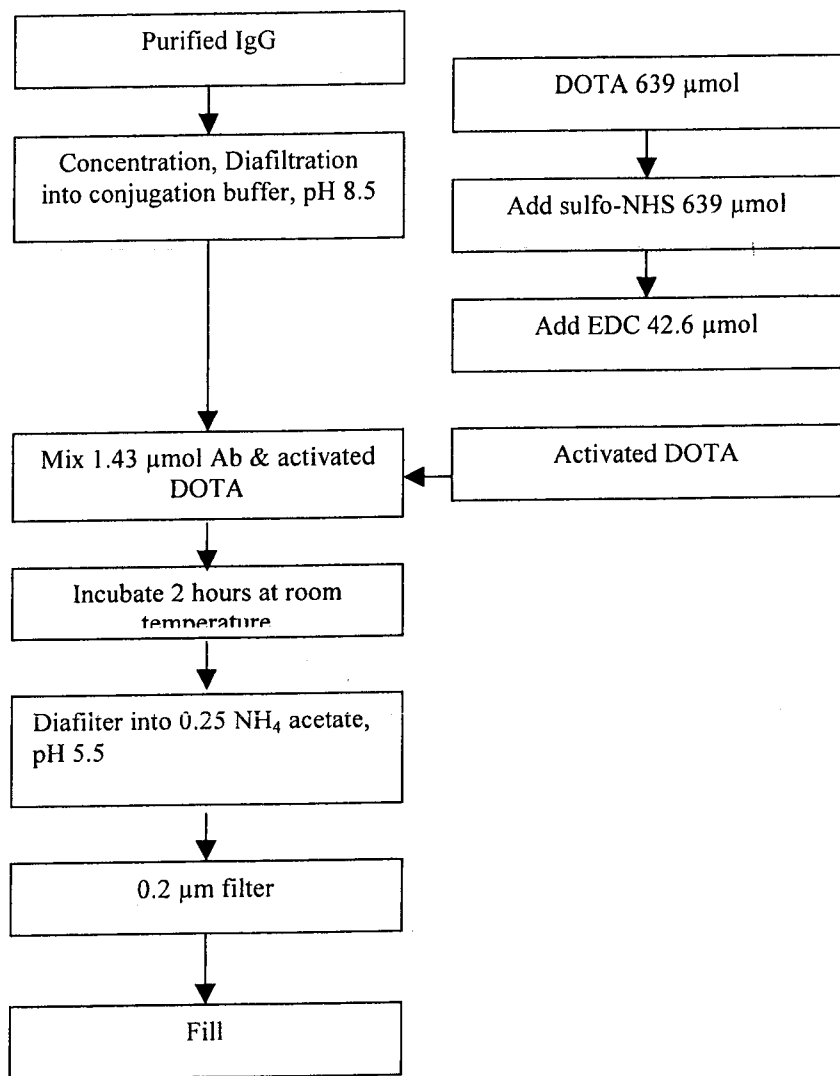 Purified IgG
Concentration, Diafiltration
into conjugation buffer, pH 8.5
DOTA 639 µmol
Add sulfo-NHS 639 µmol
Add EDC 42.6 µmol
Activated DOTA
Mix 1.43 µmol Ab & activated
DOTA
Incubate 2 hours at room
temperature
Diafilter into 0.25 NH₄ acetate,
pH 5.5
0.2 µm filter
Fill